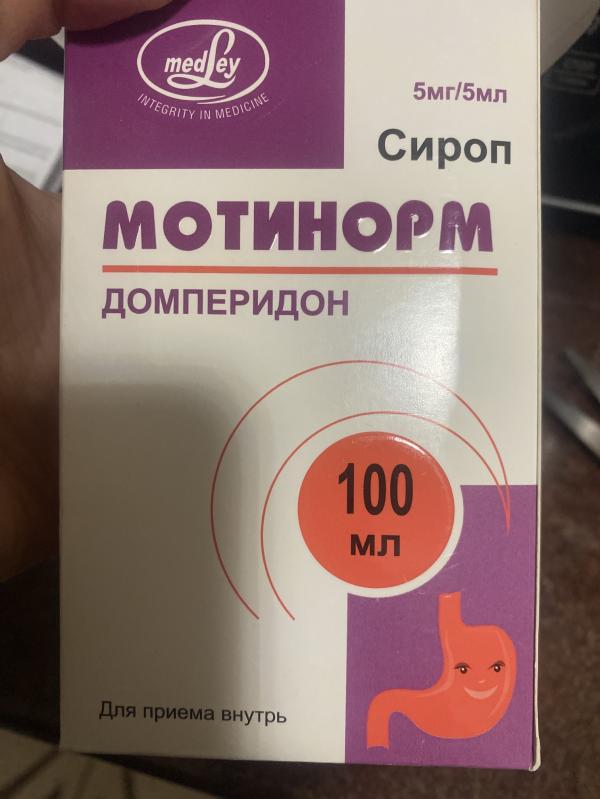 medley
INTEGRITY IN MEDICINE
5мг/5мл
Сироп
МОТИНОРМ
ДОМПЕРИДОН
100
мл
Для приема внутрь